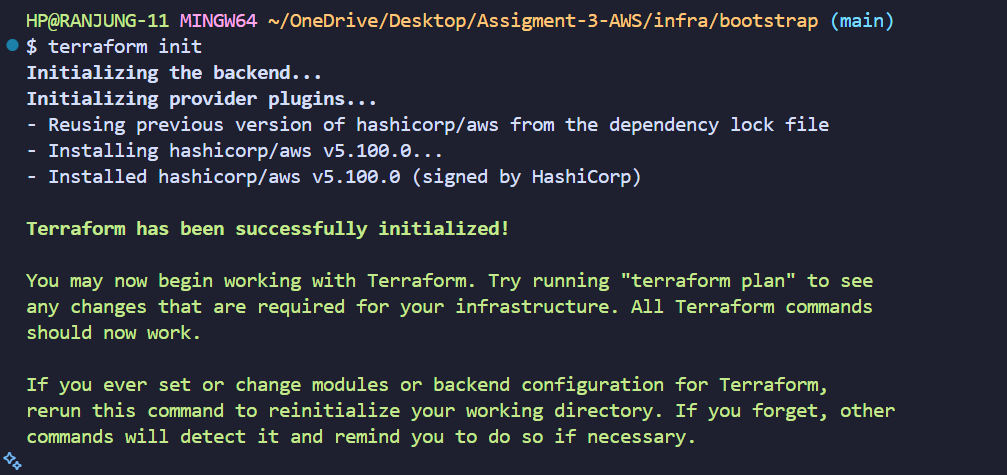 HP@RANJUNG-11 MINGW64 ~/OneDrive/Desktop/Assigment-3-AWS/infra/bootstrap (main)
$ terraform init
Initializing the backend...
Initializing provider plugins...
- Reusing previous version of hashicorp/aws from the dependency lock file
- Installing hashicorp/aws v5.100.0...
- Installed hashicorp/aws v5.100.0 (signed by HashiCorp)
Terraform has been successfully initialized!
You may now begin working with Terraform. Try running "terraform plan" to see
any changes that are required for your infrastructure. All Terraform commands
should now work.
If you ever set or change modules or backend configuration for Terraform,
rerun this command to reinitialize your working directory. If you forget, other
commands will detect it and remind you to do so if necessary.